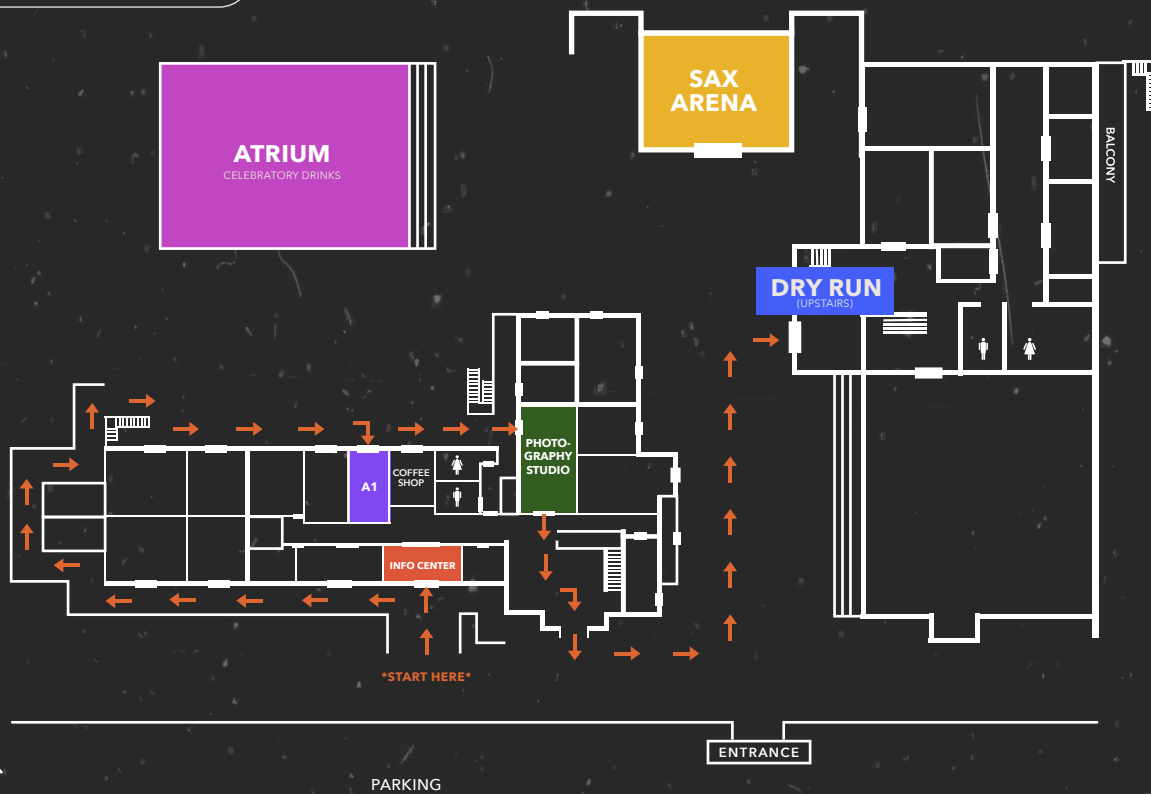 SAX
ARENA
ATRIUM
CELEBRATORY DRINKS
BALCONY
DRY RUN
(UPSTAIRS)
PHOTO-
GRAPHY
STUDIO
COFFEE
SHOP
A1
INFO CENTER
*START HERE*
ENTRANCE
PARKING